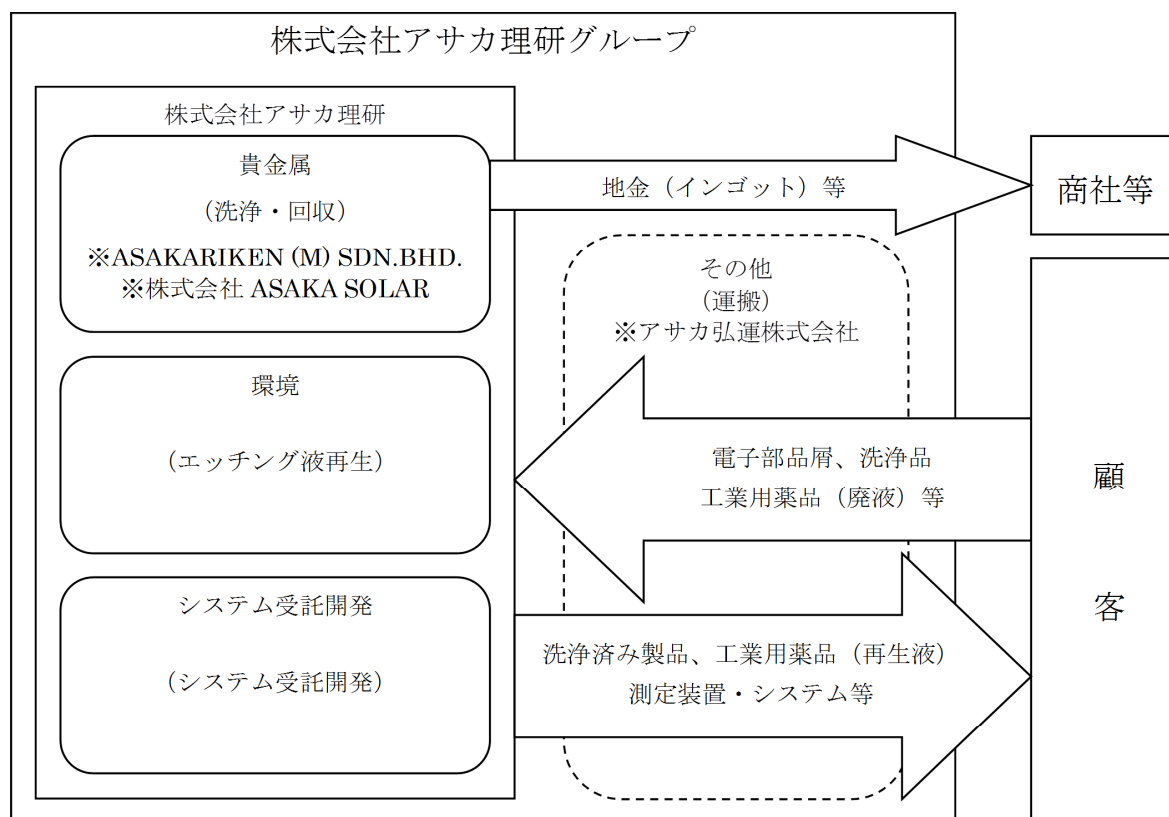 株式会社アサカ理研グループ
株式会社アサカ理研
貴金属
(洗浄・回収)
※ASAKARIKEN (M) SDN.BHD.
※株式会社 ASAKA SOLAR
地金（インゴット）等
商社等
その他
(運搬)
※アサカ弘運株式会社
環境
(エッチング液再生)
電子部品屑、洗浄品
工業用薬品（廃液）等
顧
客
システム受託開発
(システム受託開発)
洗浄済み製品、工業用薬品（再生液）
測定装置・システム等